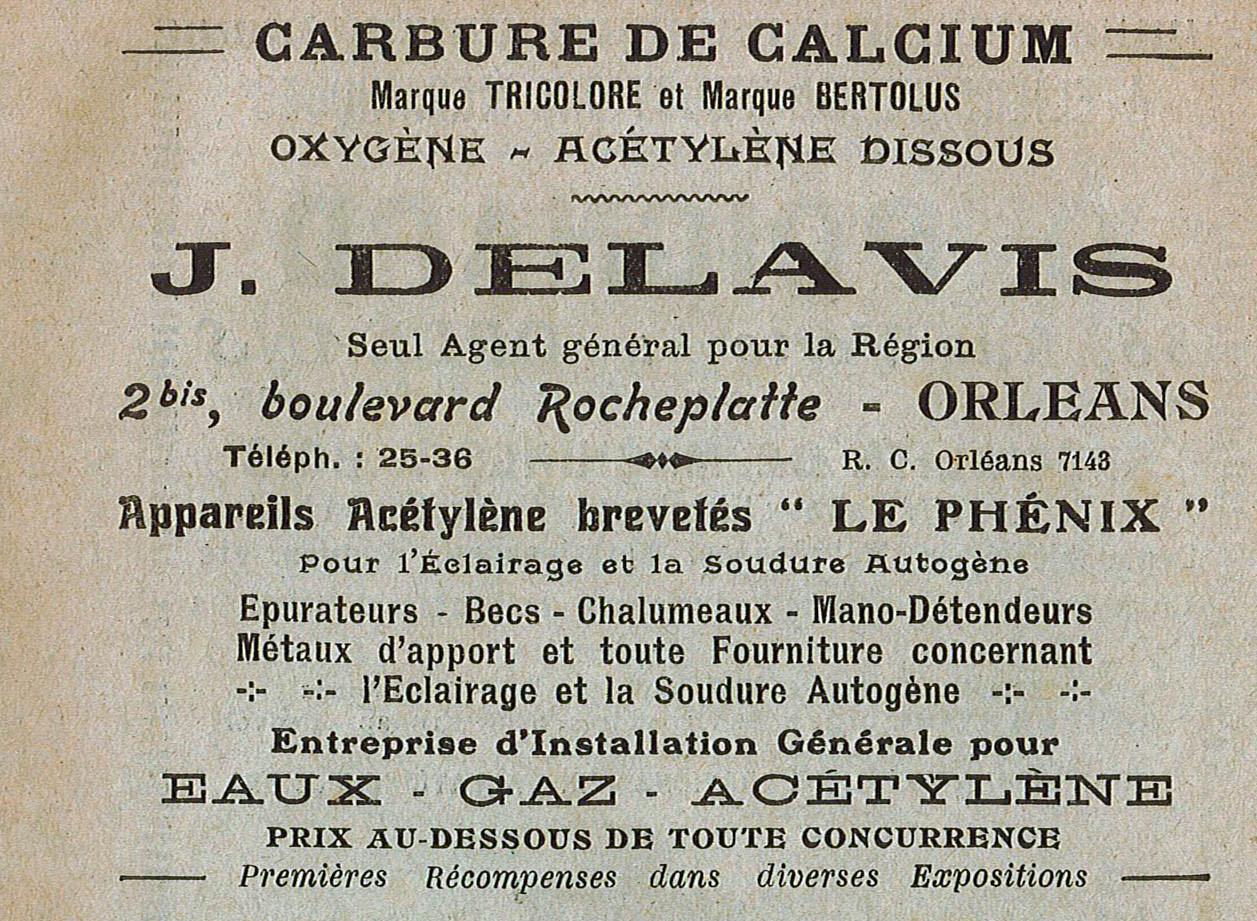 CARBURE DE CALCIUM
Marque TRICOLORE et Marque BERTOLUS
OXYGÈNE - ACÉTYLÈNE DISSOUS
J. DELAVIS
Seul Agent général pour la Région
2 bis, boulevard Rocheplatte - ORLEANS
Téléph. : 25-36 R. C. Orléans 7143
Appareils Acétylène brevetés " LE PHÉNIX "
Pour l'Éclairage et la Soudure Autogène
Epurateurs - Becs - Chalumeaux - Mano-Détendeurs
Métaux d'apport et toute Fourniture concernant
-:- -:- l'Eclairage et la Soudure Autogène -:- -:-
Entreprise d'Installation Générale pour
EAUX - GAZ - ACÉTYLÈNE
PRIX AU-DESSOUS DE TOUTE CONCURRENCE
Premières Récompenses dans diverses Expositions